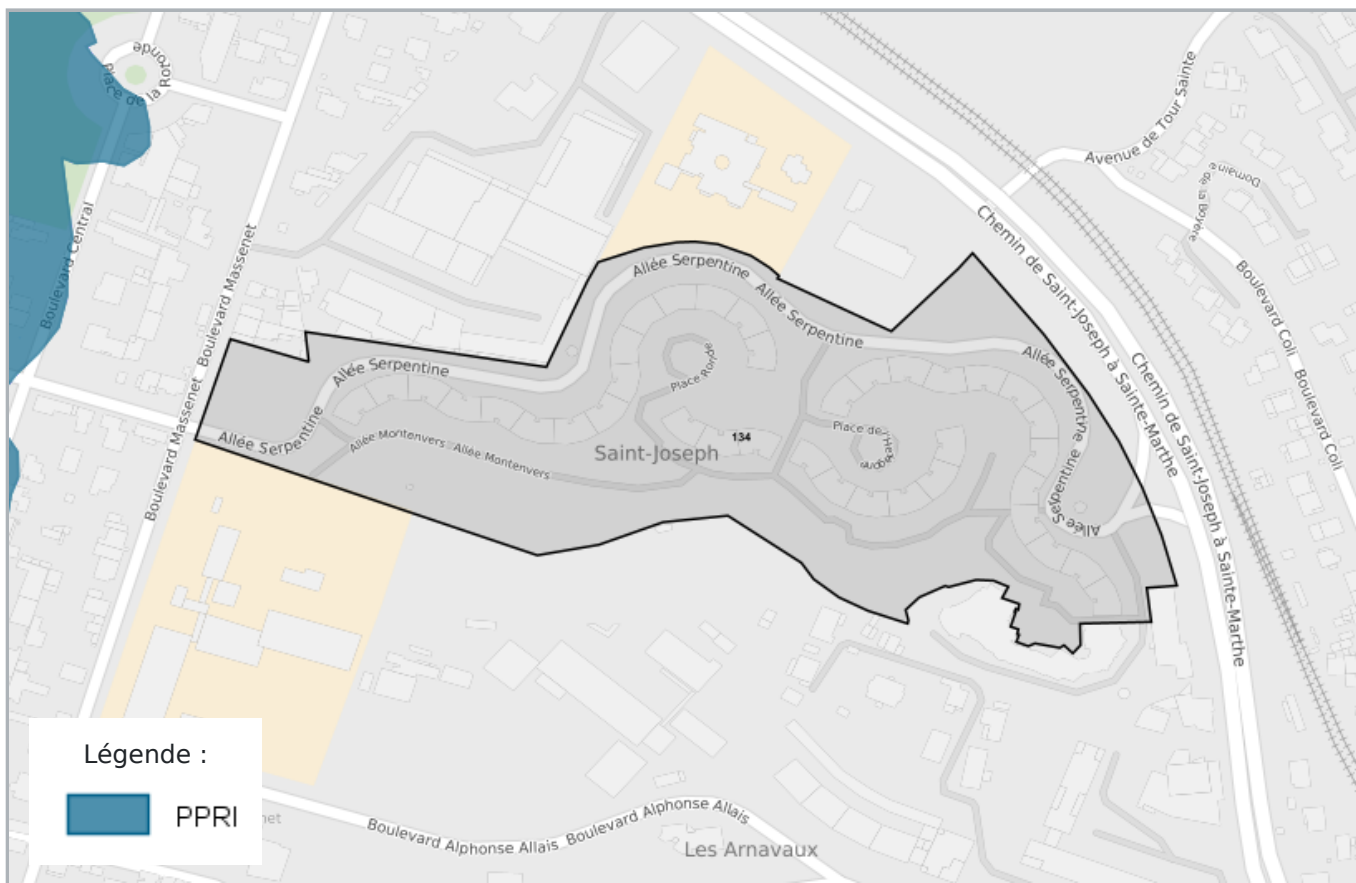 Place de la Rotonde
Avenue de Tour Sainte
Domaine de la Boyère
Chemin de Saint-Joseph à Sainte-Marthe
Boulevard Central
Boulevard Massenet
Boulevard Coli
Boulevard Coli
Allée Serpentine
Allée Serpentine
Allée Serpentine
Allée Serpentine
Chemin de Saint-Joseph à Sainte-Marthe
Place Ronde
Boulevard Massenet
Allée Serpentine
Allée Serpentine
Allée Montenvers
Allée Montenvers
134
Saint-Joseph
Place de l'Hexagone
Allée Serpentine
Légende :
PPRI
net
Boulevard Alphonse Allais
Boulevard Alphonse Allais
Les Arnavaux